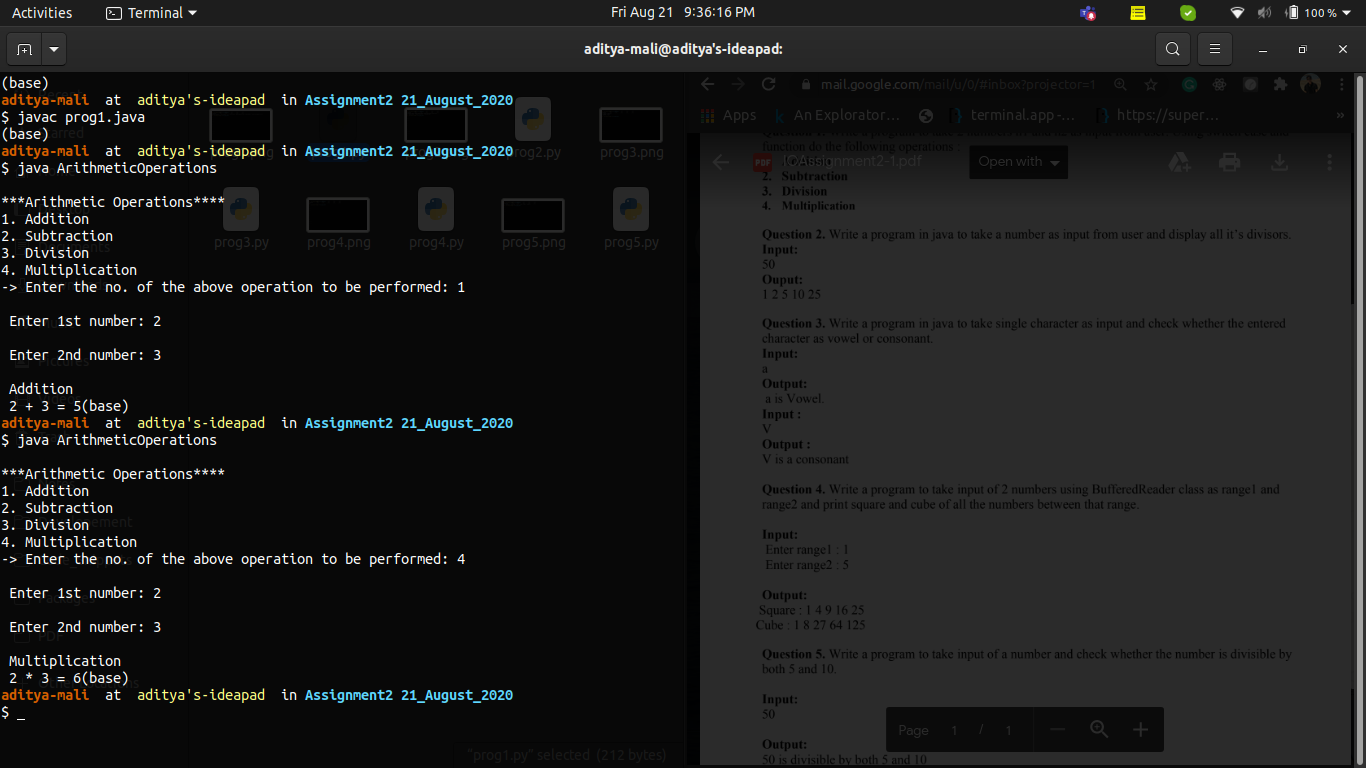 Activities
Terminal
Fri Aug 21 9:36:16 PM
100 %
aditya-mali@aditya's-ideapad:
(base)
aditya-mali at aditya's-ideapad in Assignment2 21_August_2020
$ javac prog1.java
(base)
aditya-mali at aditya's-ideapad in Assignment2 21_August_2020
$ java ArithmeticOperations
***Arithmetic Operations****
1. Addition
2. Subtraction
3. Division
4. Multiplication
-> Enter the no. of the above operation to be performed: 1
Enter 1st number: 2
Enter 2nd number: 3
Addition
2 + 3 = 5(base)
aditya-mali at aditya's-ideapad in Assignment2 21_August_2020
$ java ArithmeticOperations
***Arithmetic Operations****
1. Addition
2. Subtraction
3. Division
4. Multiplication
-> Enter the no. of the above operation to be performed: 4
Enter 1st number: 2
Enter 2nd number: 3
Multiplication
2 * 3 = 6(base)
aditya-mali at aditya's-ideapad in Assignment2 21_August_2020
$ _
prog2.py
prog3.png
prog3.py
prog4.png
prog4.py
prog5.png
prog5.py
"prog1.py" selected (212 bytes)
mail.google.com/mail/u/0/#inbox?projector=1
Apps
An Explorator...
terminal.app -...
https://super...
»
function do the following operations :
PDF
Assignment2-1.pdf
Open with
2. Subtraction
3. Division
4. Multiplication
Question 2. Write a program in java to take a number as input from user and display all it's divisors.
Input:
50
Ouput:
1 2 5 10 25
Question 3. Write a program in java to take single character as input and check whether the entered
character as vowel or consonant.
Input:
a
Output:
a is Vowel.
Input :
V
Output :
V is a consonant
Question 4. Write a program to take input of 2 numbers using BufferedReader class as range1 and
range2 and print square and cube of all the numbers between that range.
Input:
Enter range1 : 1
Enter range2 : 5
Output:
Square : 1 4 9 16 25
Cube : 1 8 27 64 125
Question 5. Write a program to take input of a number and check whether the number is divisible by
both 5 and 10.
Input:
50
Output:
50 is divisible by both 5 and 10
Page 1 / 1